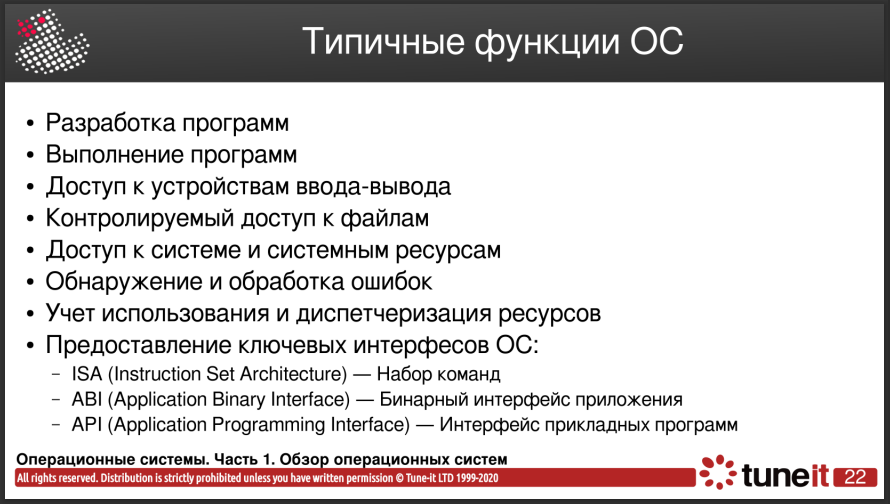 Типичные функции ОС
• Разработка программ
• Выполнение программ
• Доступ к устройствам ввода-вывода
• Контролируемый доступ к файлам
• Доступ к системе и системным ресурсам
• Обнаружение и обработка ошибок
• Учет использования и диспетчеризация ресурсов
• Предоставление ключевых интерфесов ОС:
– ISA (Instruction Set Architecture) — Набор команд
– ABI (Application Binary Interface) — Бинарный интерфейс приложения
– API (Application Programming Interface) — Интерфейс прикладных программ
Операционные системы. Часть 1. Обзор операционных систем
All rights reserved. Distribution is strictly prohibited unless you have written permission © Tune-it LTD 1999-2020
tuneit 22